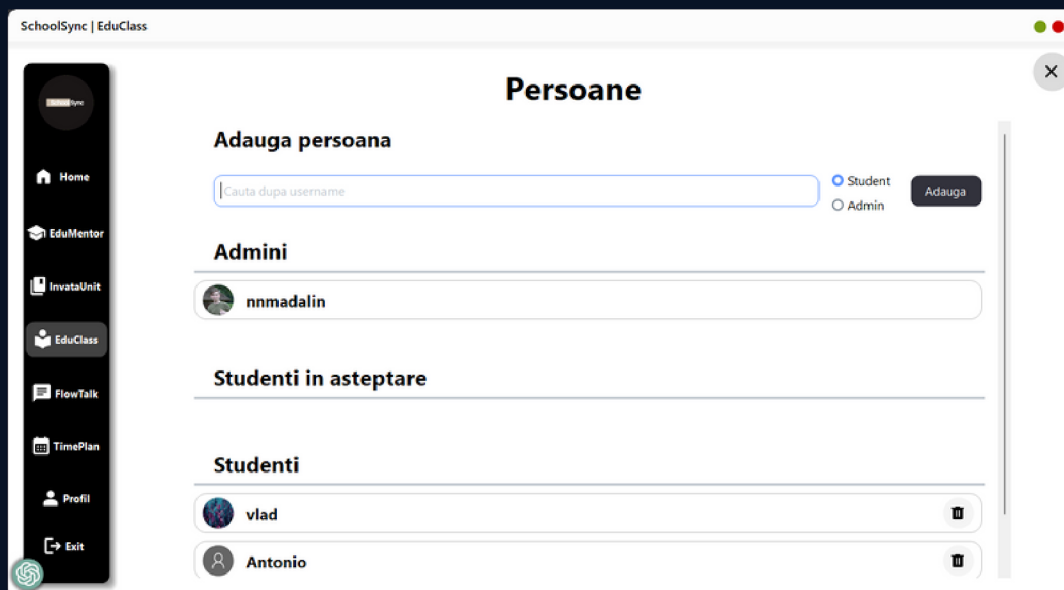 SchoolSync | EduClass
SchoolSync
Persoane
Home
EduMentor
InvataUnit
EduClass
FlowTalk
TimePlan
Profil
Exit
Adauga persoana
Cauta dupa username
Student
Admin
Adauga
Admini
nnmadalin
Studenti in asteptare
Studenti
vlad
Antonio